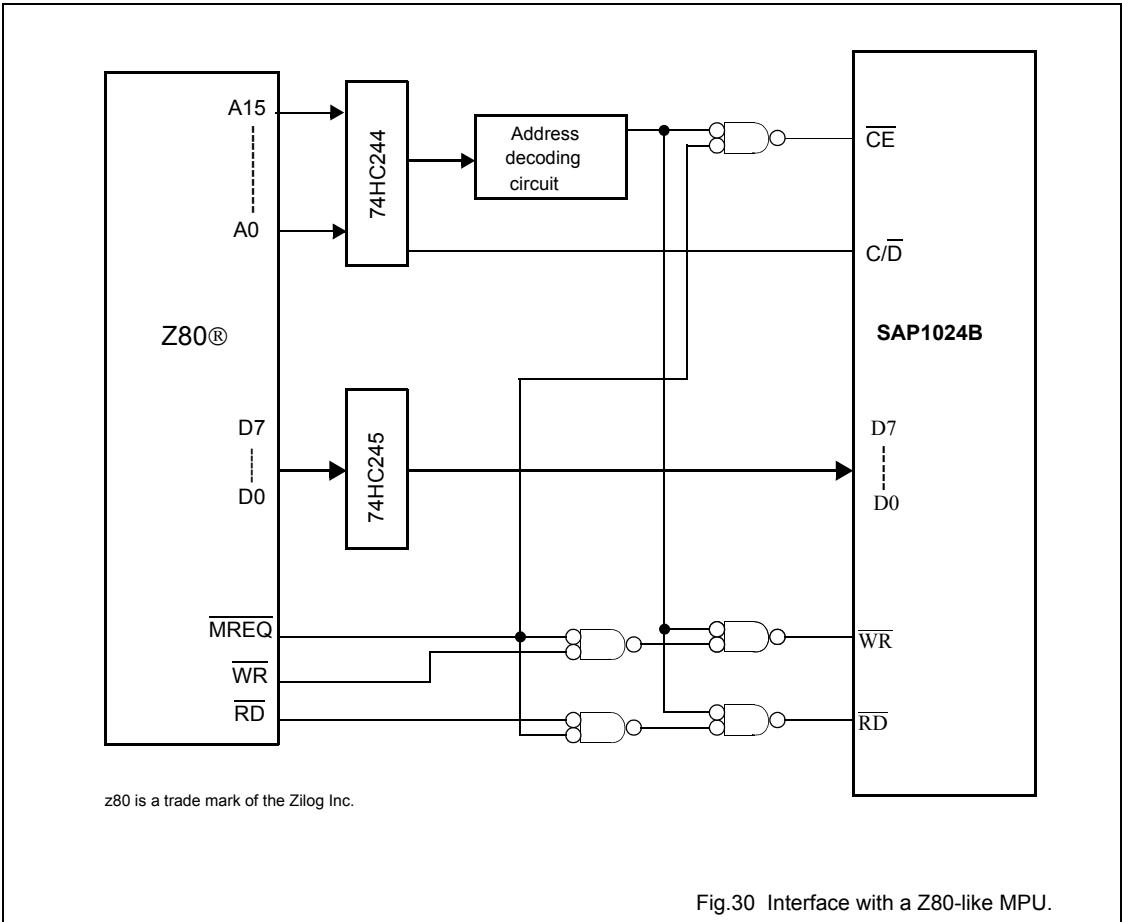 A15
A0
Z80®
D7
D0
MREQ
WR
RD
z80 is a trade mark of the Zilog Inc.
74HC244
74HC245
Address
decoding
circuit
CE
C/D
SAP1024B
D7
D0
WR
RD
Fig.30 Interface with a Z80-like MPU.